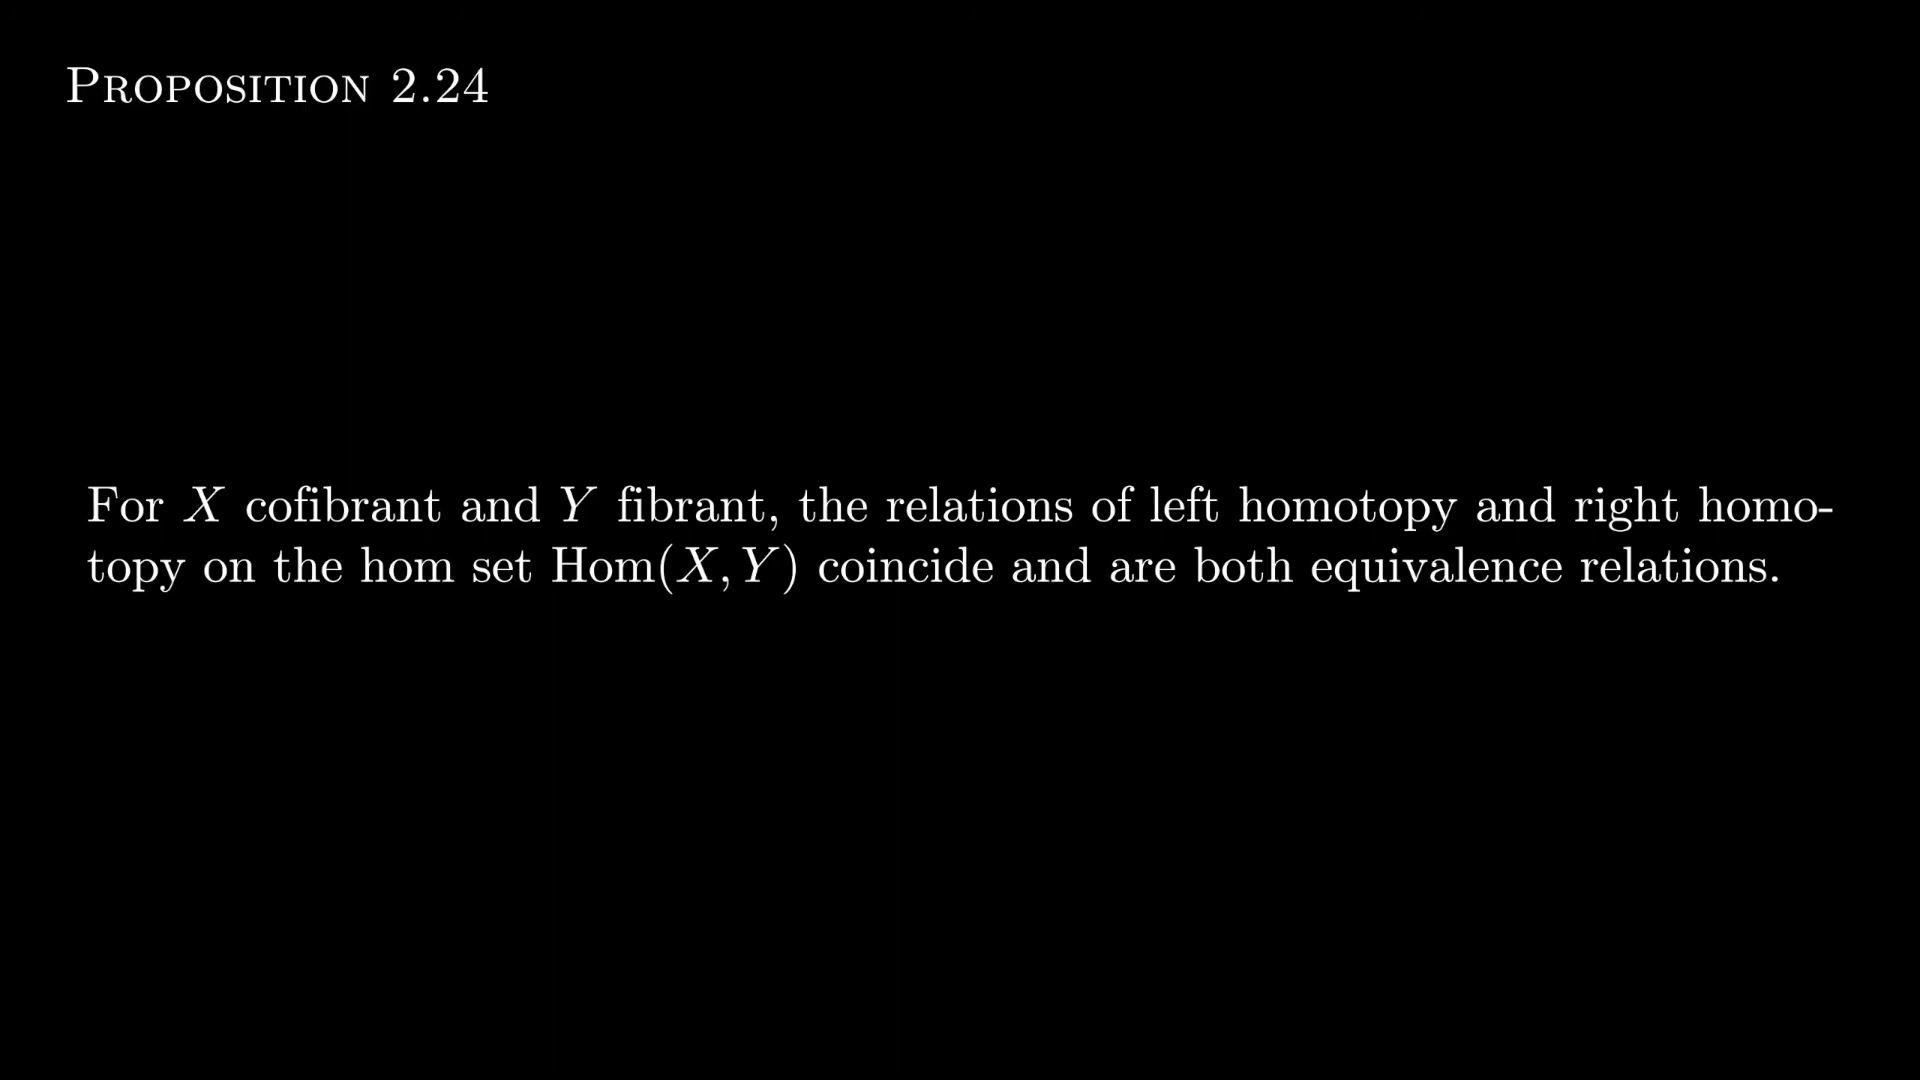 Proposition 2.24
For X cofibrant and Y fibrant, the relations of left homotopy and right homo-
topy on the hom set Hom(X, Y) coincide and are both equivalence relations.